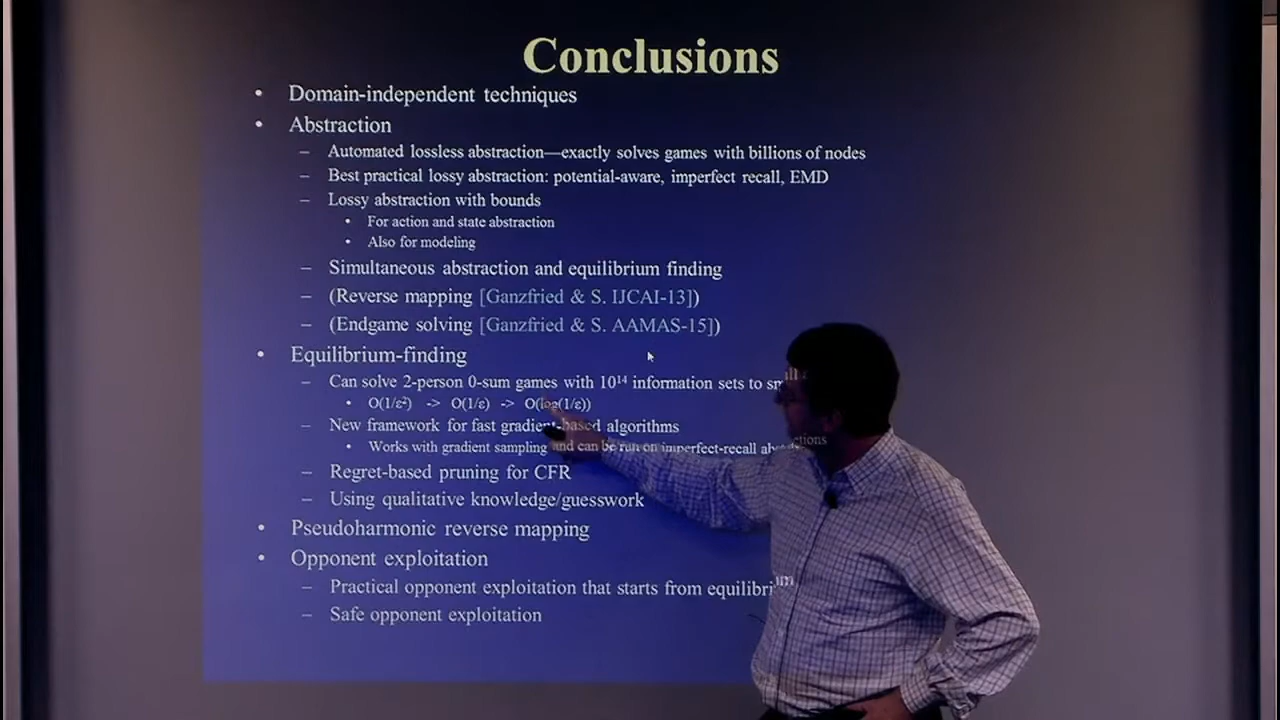 Conclusions
• Domain-independent techniques
• Abstraction
– Automated lossless abstraction—exactly solves games with billions of nodes
– Best practical lossy abstraction: potential-aware, imperfect recall, EMD
– Lossy abstraction with bounds
• For action and state abstraction
• Also for modeling
– Simultaneous abstraction and equilibrium finding
– (Reverse mapping [Ganzfried & S. IJCAI-13])
– (Endgame solving [Ganzfried & S. AAMAS-15])
• Equilibrium-finding
– Can solve 2-person 0-sum games with 10¹⁴ information sets to
• O(1/ε²) -> O(1/ε) -> O(log(1/ε))
– New framework for fast gradient-based algorithms
• Works with gradient sampling and can be run on imperfect-recall
– Regret-based pruning for CFR
– Using qualitative knowledge/guesswork
• Pseudoharmonic reverse mapping
• Opponent exploitation
– Practical opponent exploitation that starts from equilibrium
– Safe opponent exploitation